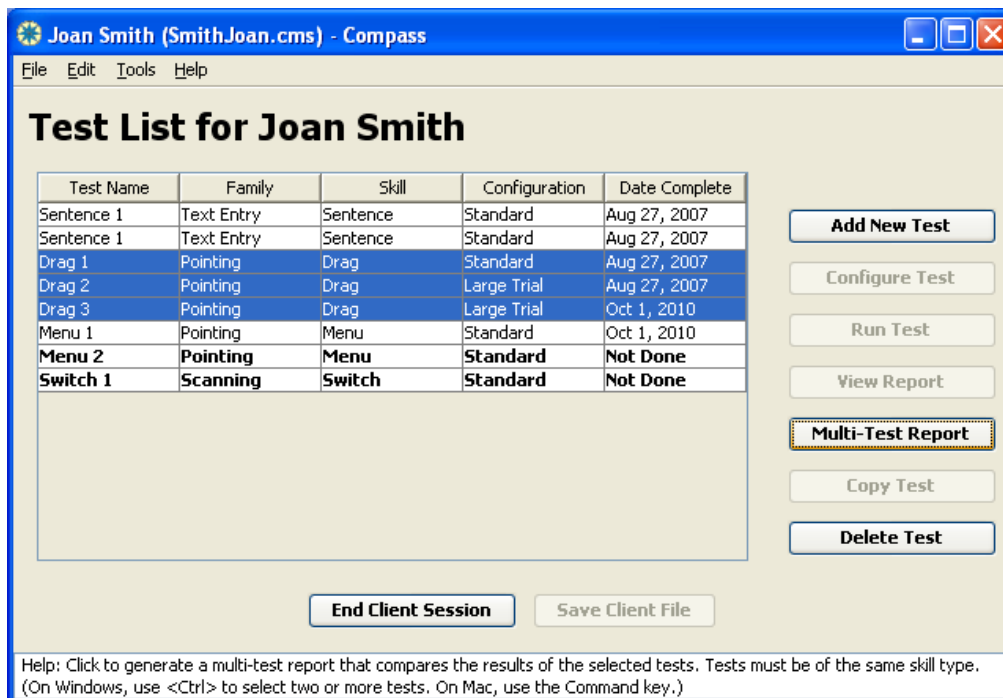 Joan Smith (SmithJoan.cms) - Compass
File Edit Tools Help
Test List for Joan Smith
Test Name Family Skill Configuration Date Complete
Sentence 1 Text Entry Sentence Standard Aug 27, 2007
Sentence 1 Text Entry Sentence Standard Aug 27, 2007
Drag 1 Pointing Drag Standard Aug 27, 2007
Drag 2 Pointing Drag Large Trial Aug 27, 2007
Drag 3 Pointing Drag Large Trial Oct 1, 2010
Menu 1 Pointing Menu Standard Oct 1, 2010
Menu 2 Pointing Menu Standard Not Done
Switch 1 Scanning Switch Standard Not Done
Add New Test
Configure Test
Run Test
View Report
Multi-Test Report
Copy Test
Delete Test
End Client Session Save Client File
Help: Click to generate a multi-test report that compares the results of the selected tests. Tests must be of the same skill type.
(On Windows, use <Ctrl> to select two or more tests. On Mac, use the Command key.)